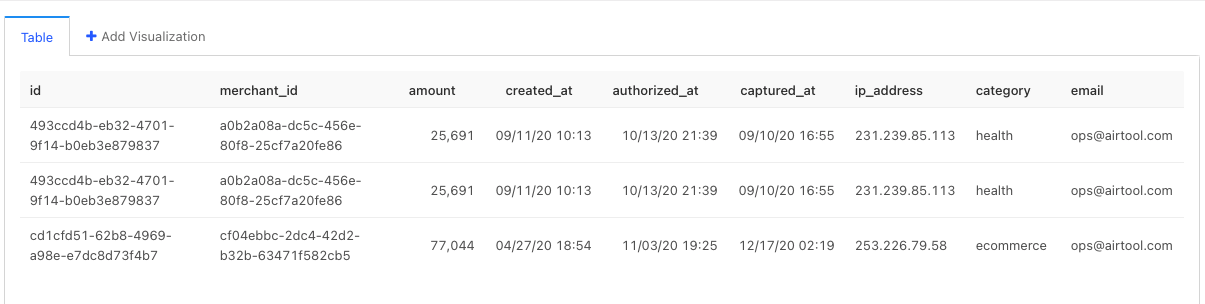 Table + Add Visualization
id merchant_id amount created_at authorized_at captured_at ip_address category email
493ccd4b-eb32-4701- a0b2a08a-dc5c-456e-
25,691 09/11/20 10:13 10/13/20 21:39 09/10/20 16:55 231.239.85.113 health ops@airtool.com
9f14-b0eb3e879837 80f8-25cf7a20fe86
493ccd4b-eb32-4701- a0b2a08a-dc5c-456e-
25,691 09/11/20 10:13 10/13/20 21:39 09/10/20 16:55 231.239.85.113 health ops@airtool.com
9f14-b0eb3e879837 80f8-25cf7a20fe86
cd1cfd51-62b8-4969- cf04ebbc-2dc4-42d2-
77,044 04/27/20 18:54 11/03/20 19:25 12/17/20 02:19 253.226.79.58 ecommerce ops@airtool.com
a98e-e7dc8d73f4b7 b32b-63471f582cb5